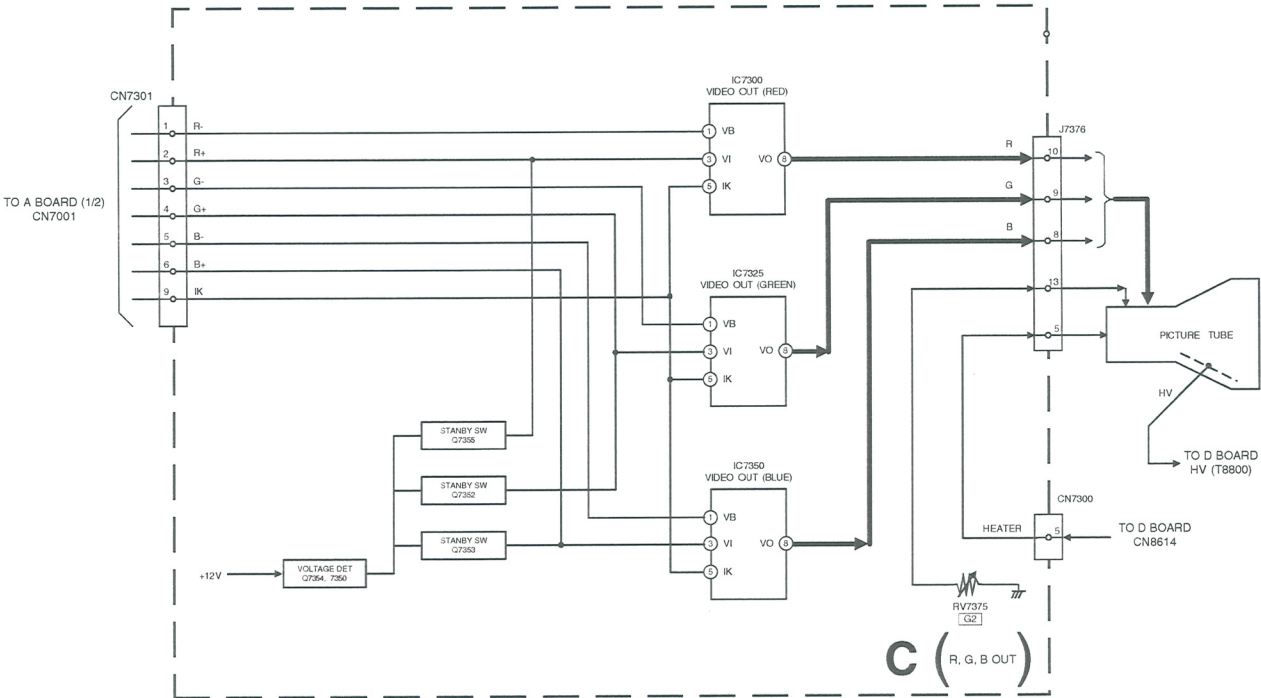 IC7300
VIDEO OUT (RED)
CN7301
J7376
1 R-
1 VB
2 R+
3 VI VO 8
R 10
3 G-
5 IK
G 9
TO A BOARD (1/2)
CN7001
4 G+
5 B-
B 8
6 B+
9 IK
IC7325
VIDEO OUT (GREEN)
13
1 VB
3 VI VO 8
5 IK
5
PICTURE TUBE
HV
TO D BOARD
HV (T8800)
STANBY SW
Q7355
STANBY SW
Q7352
STANBY SW
Q7353
IC7350
VIDEO OUT (BLUE)
1 VB
3 VI VO 8
5 IK
CN7300
HEATER 5
TO D BOARD
CN8614
+12V
VOLTAGE DET
Q7354, 7350
RV7375
G2
C (R, G, B OUT)